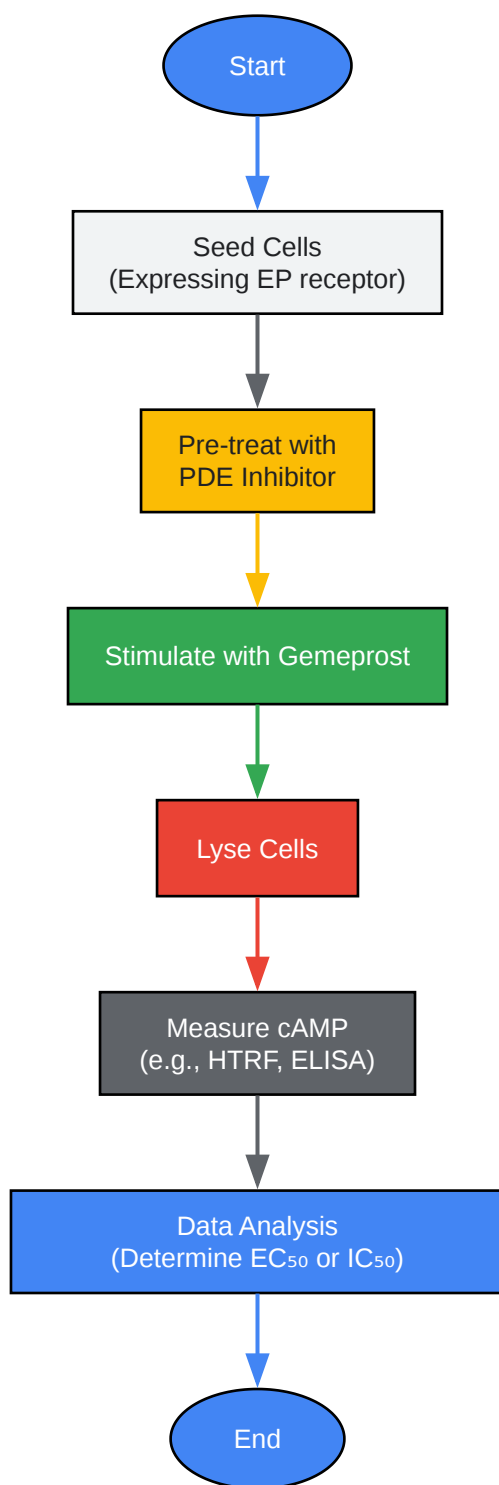 Start
Seed Cells
(Expressing EP receptor)
Pre-treat with
PDE Inhibitor
Stimulate with Gemeprost
Lyse Cells
Measure cAMP
(e.g., HTRF, ELISA)
Data Analysis
(Determine EC₅₀ or IC₅₀)
End